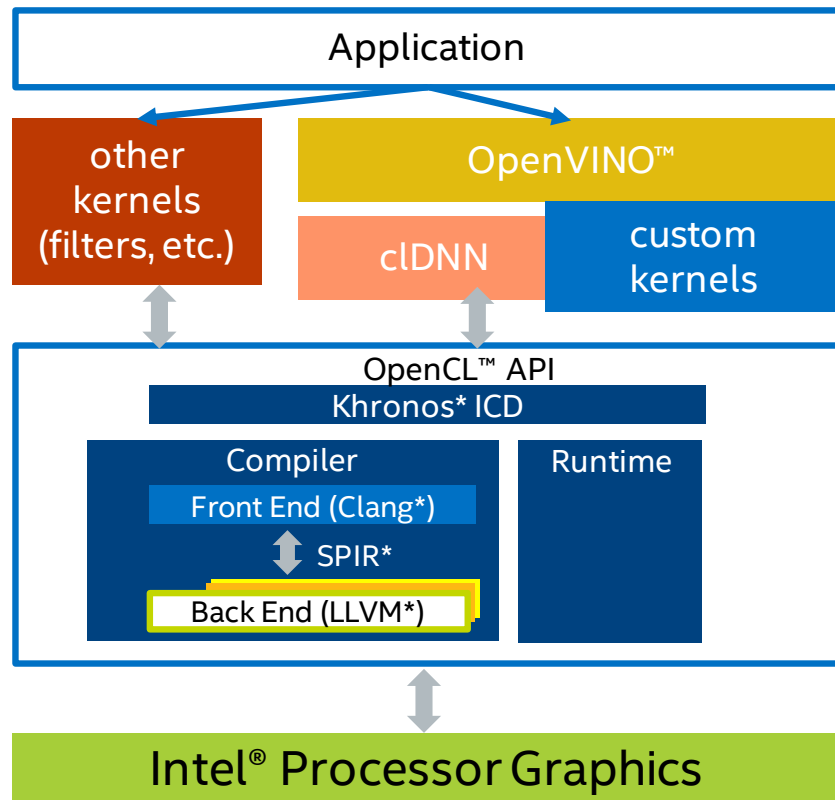 Application
other
kernels
(filters, etc.)
OpenVINO™
clDNN
custom
kernels
OpenCL™ API
Khronos* ICD
Compiler
Runtime
Front End (Clang*)
SPIR*
Back End (LLVM*)
Intel® Processor Graphics